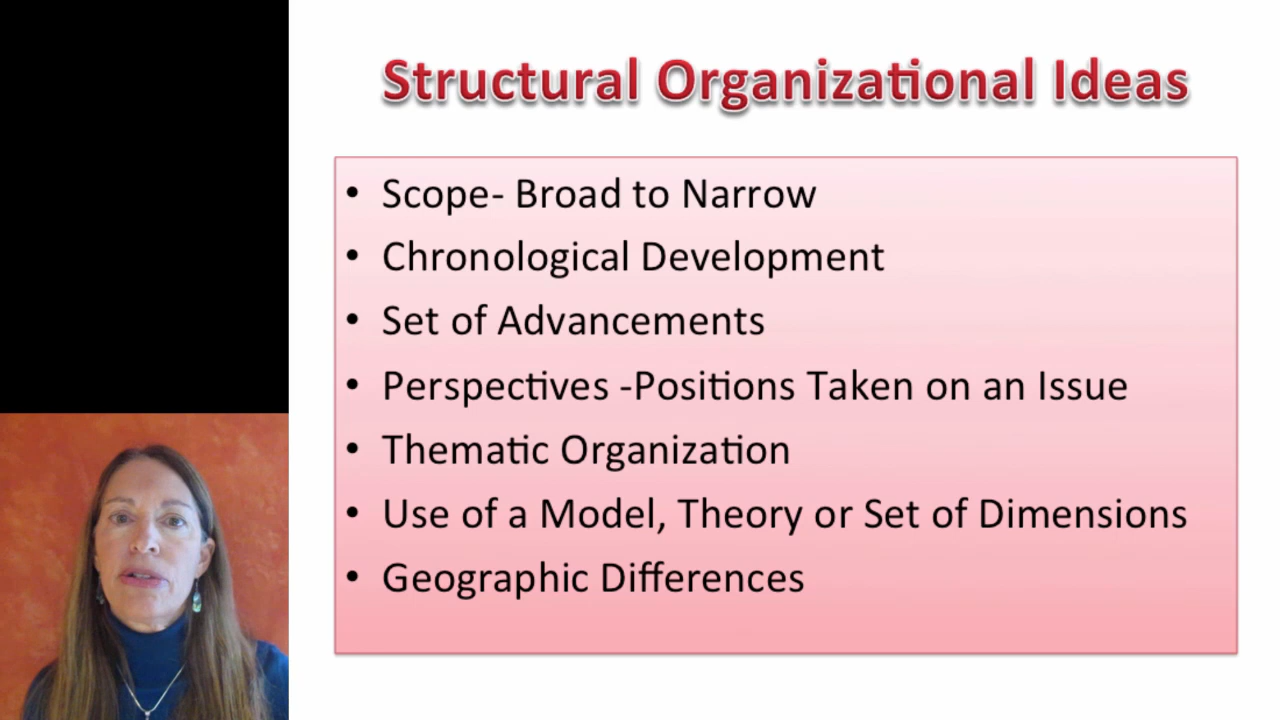 Structural Organizational Ideas
• Scope- Broad to Narrow
• Chronological Development
• Set of Advancements
• Perspectives -Positions Taken on an Issue
• Thematic Organization
• Use of a Model, Theory or Set of Dimensions
• Geographic Differences